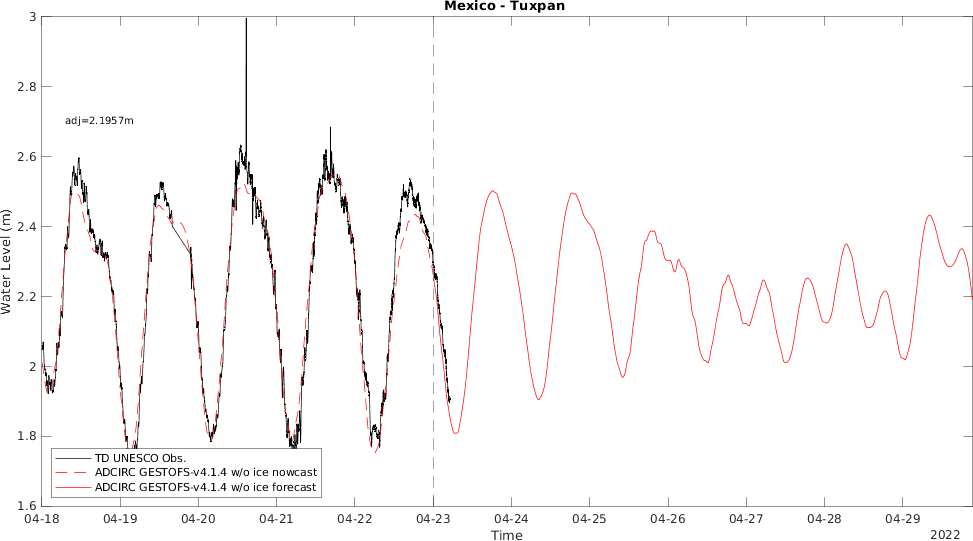 Mexico - Tuxpan
3
2.8
adj=2.1957m
2.6
2.4
Water Level (m)
2.2
2
1.8
TD UNESCO Obs.
ADCIRC GESTOFS-v4.1.4 w/o ice nowcast
ADCIRC GESTOFS-v4.1.4 w/o ice forecast
1.6
04-18 04-19 04-20 04-21 04-22 04-23 04-24 04-25 04-26 04-27 04-28 04-29
Time
2022